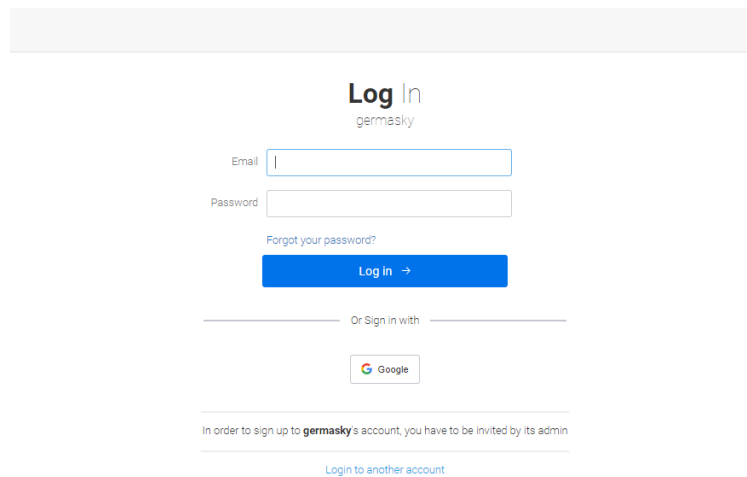 Log In
germasky
Email
Password
Forgot your password?
Log in →
Or Sign in with
Google
In order to sign up to germasky's account, you have to be invited by its admin
Login to another account